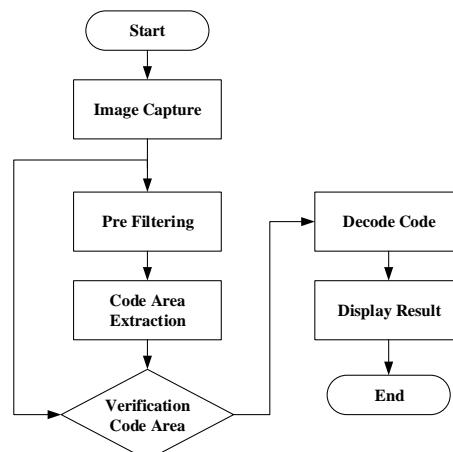 Start
Image Capture
Pre Filtering
Code Area
Extraction
Verification
Code Area
Decode Code
Display Result
End